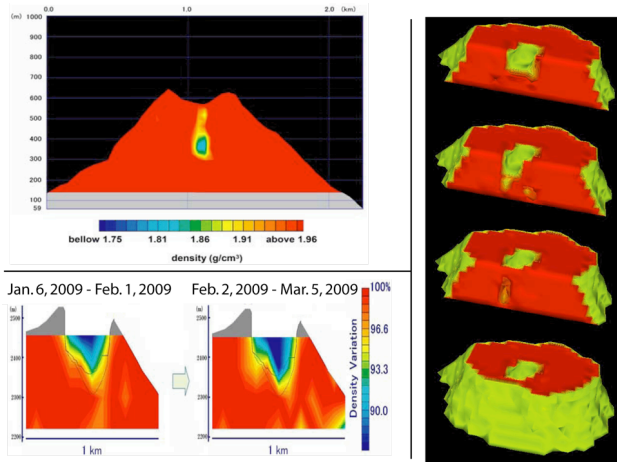 (m) 0.0 1.0 2.0 (km)
1000
900
800
700
600
500
400
300
200
100
59
bellow 1.75 1.81 1.86 1.91 above 1.96
density (g/cm³)
Jan. 6, 2009 - Feb. 1, 2009 Feb. 2, 2009 - Mar. 5, 2009
(m) (m) 100%
96.6
93.3
90.0
Density Variation
2100 2100
2200
1 km 1 km